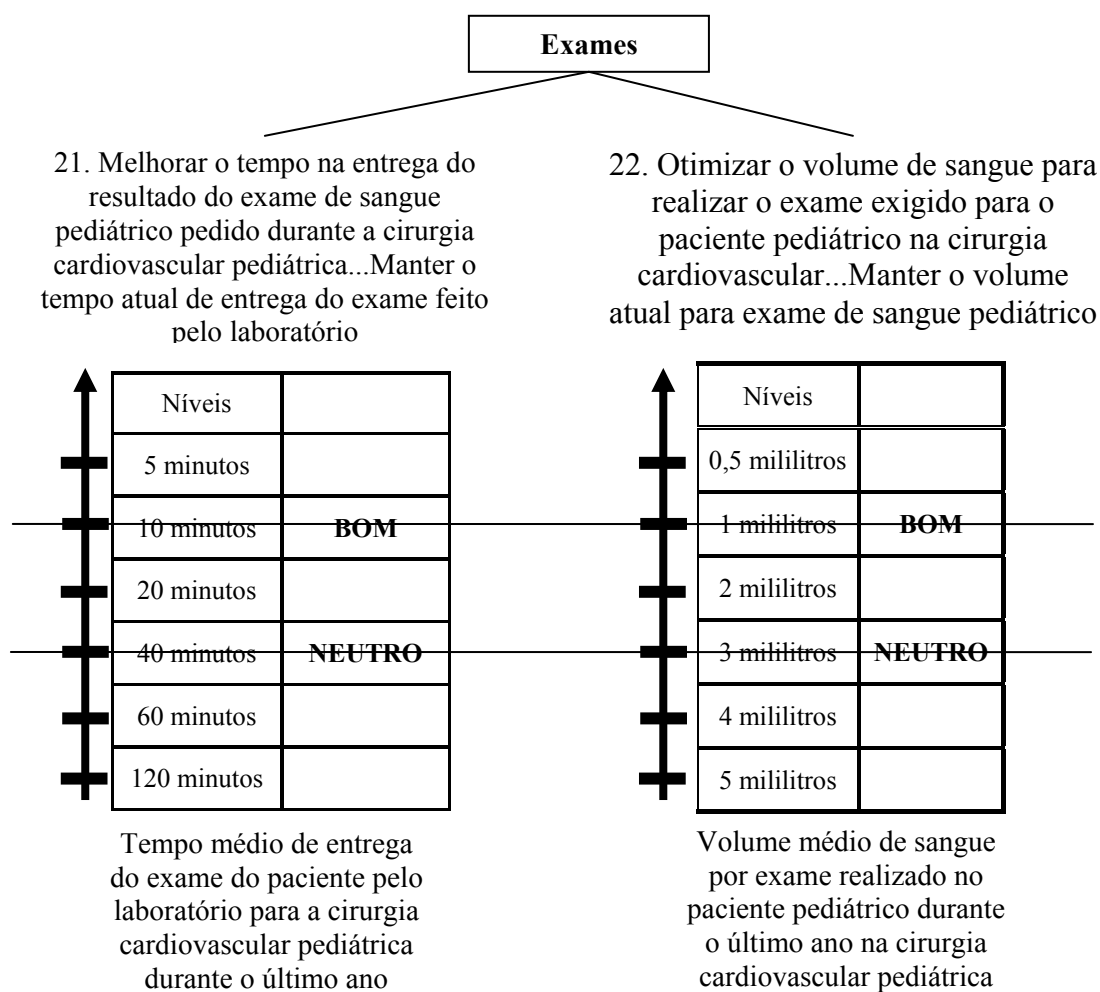 Exames
21. Melhorar o tempo na entrega do
resultado do exame de sangue
pediátrico pedido durante a cirurgia
cardiovascular pediátrica...Manter o
tempo atual de entrega do exame feito
pelo laboratório
Níveis
5 minutos
10 minutos BOM
20 minutos
40 minutos NEUTRO
60 minutos
120 minutos
Tempo médio de entrega
do exame do paciente pelo
laboratório para a cirurgia
cardiovascular pediátrica
durante o último ano
22. Otimizar o volume de sangue para
realizar o exame exigido para o
paciente pediátrico na cirurgia
cardiovascular...Manter o volume
atual para exame de sangue pediátrico
Níveis
0,5 mililitros
1 mililitros BOM
2 mililitros
3 mililitros NEUTRO
4 mililitros
5 mililitros
Volume médio de sangue
por exame realizado no
paciente pediátrico durante
o último ano na cirurgia
cardiovascular pediátrica